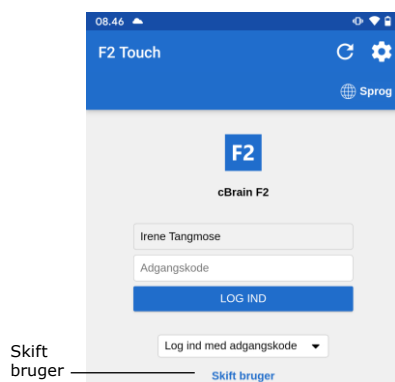 08.46
F2 Touch
Sprog
F2
cBrain F2
Irene Tangmose
Adgangskode
LOG IND
Log ind med adgangskode
Skift
bruger
Skift bruger